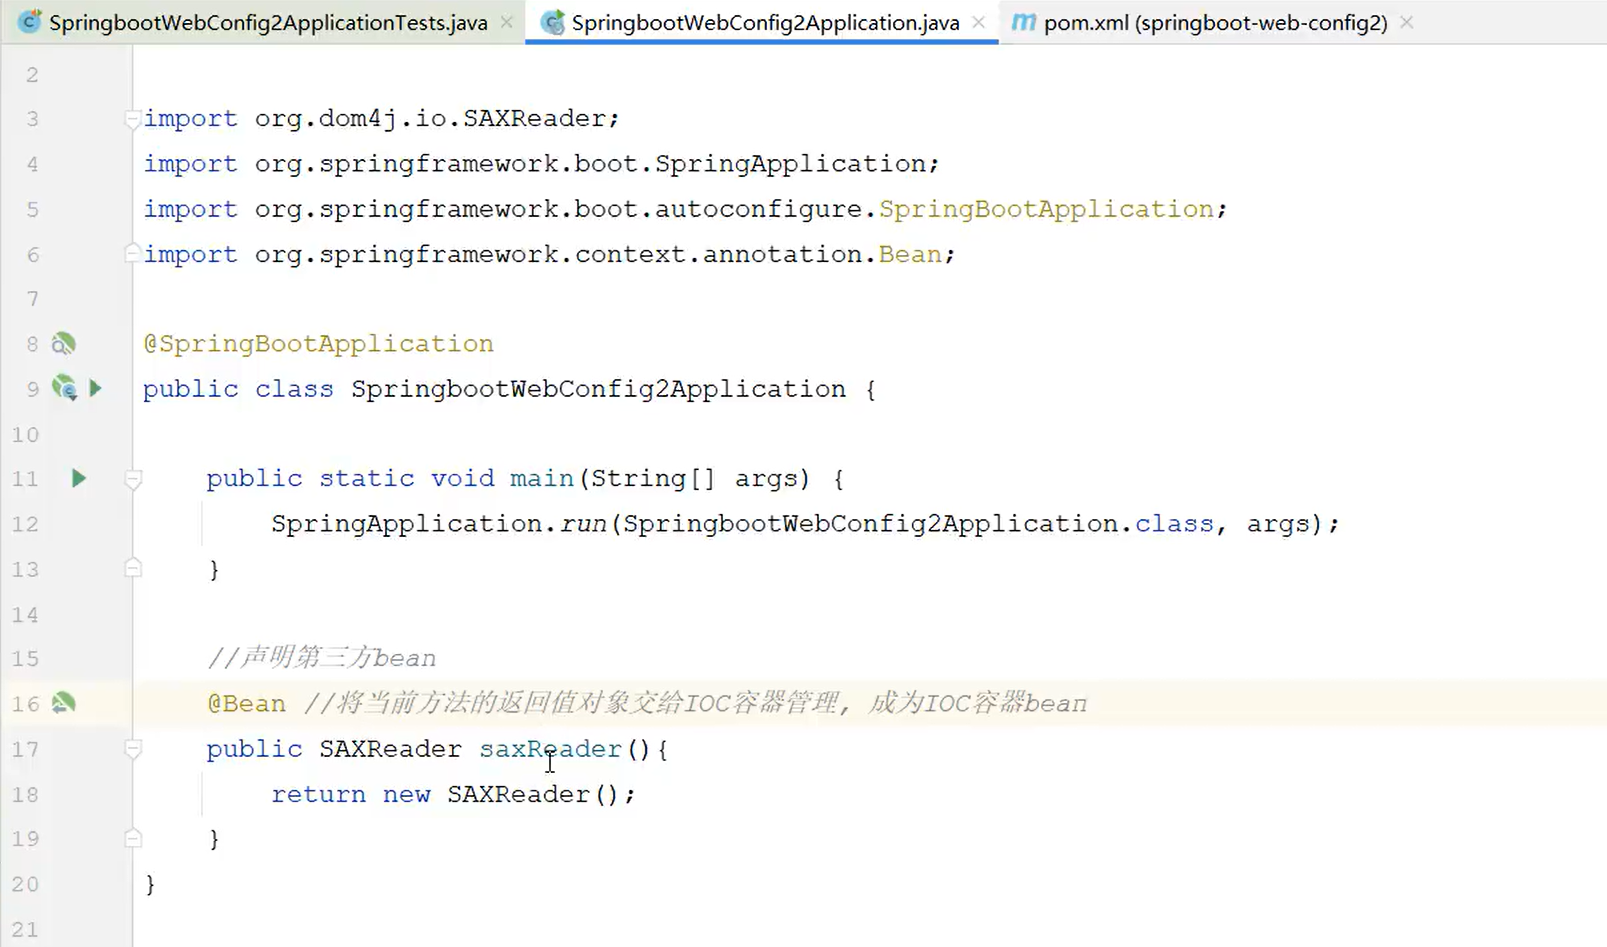 SpringbootWebConfig2ApplicationTests.java × SpringbootWebConfig2Application.java × pom.xml (springboot-web-config2) ×
2
3 import org.dom4j.io.SAXReader;
4 import org.springframework.boot.SpringApplication;
5 import org.springframework.boot.autoconfigure.SpringBootApplication;
6 import org.springframework.context.annotation.Bean;
7
8 @SpringBootApplication
9 public class SpringbootWebConfig2Application {
10
11 public static void main(String[] args) {
12 SpringApplication.run(SpringbootWebConfig2Application.class, args);
13 }
14
15 //声明第三方bean
16 @Bean //将当前方法的返回值对象交给IOC容器管理, 成为IOC容器bean
17 public SAXReader saxReader(){
18 return new SAXReader();
19 }
20 }
21